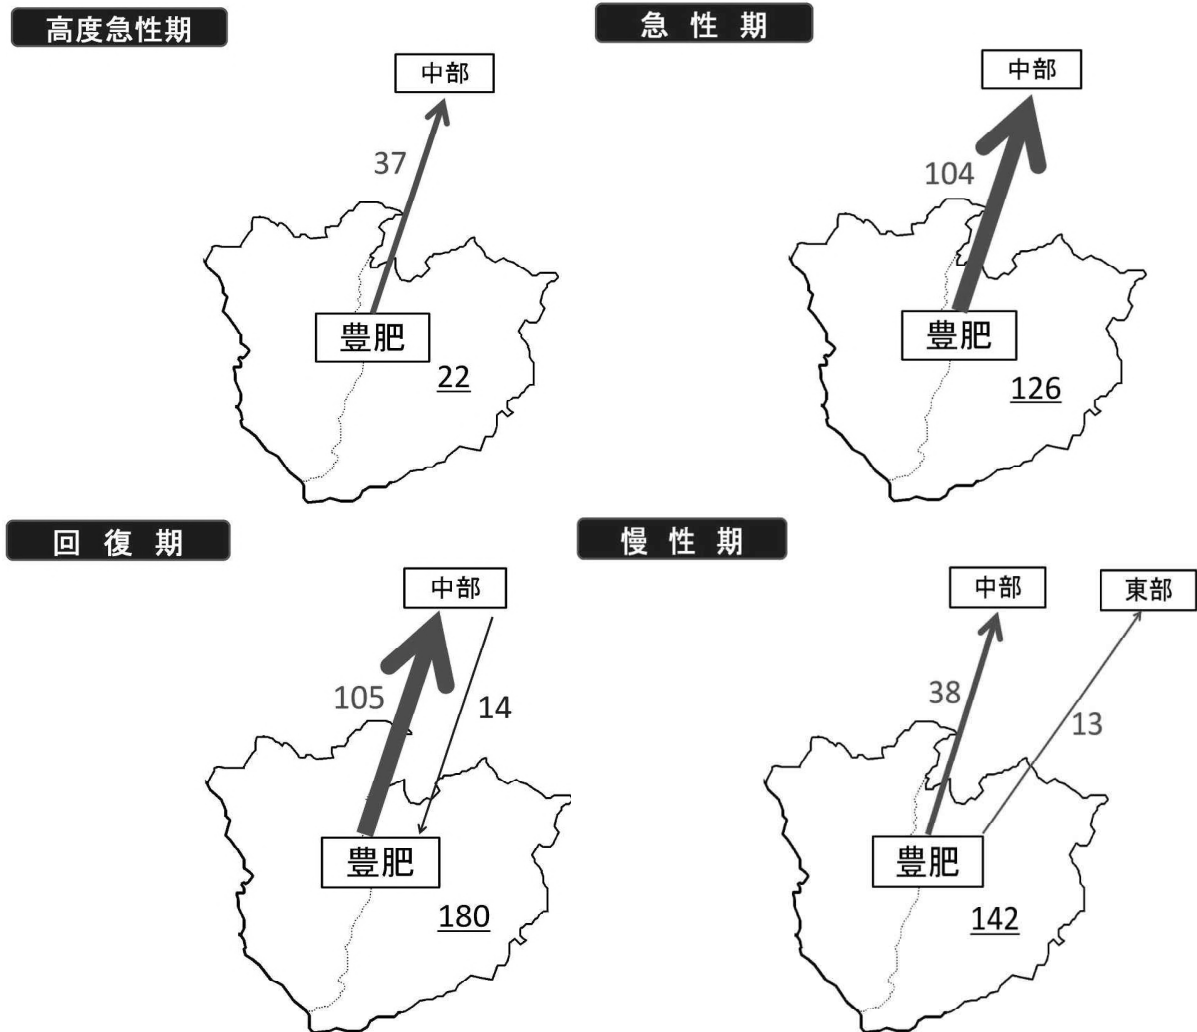 高度急性期
中部
37
豊肥
22
急性期
中部
104
豊肥
126
回復期
中部
105
14
豊肥
180
慢性期
中部
東部
38
13
豊肥
142